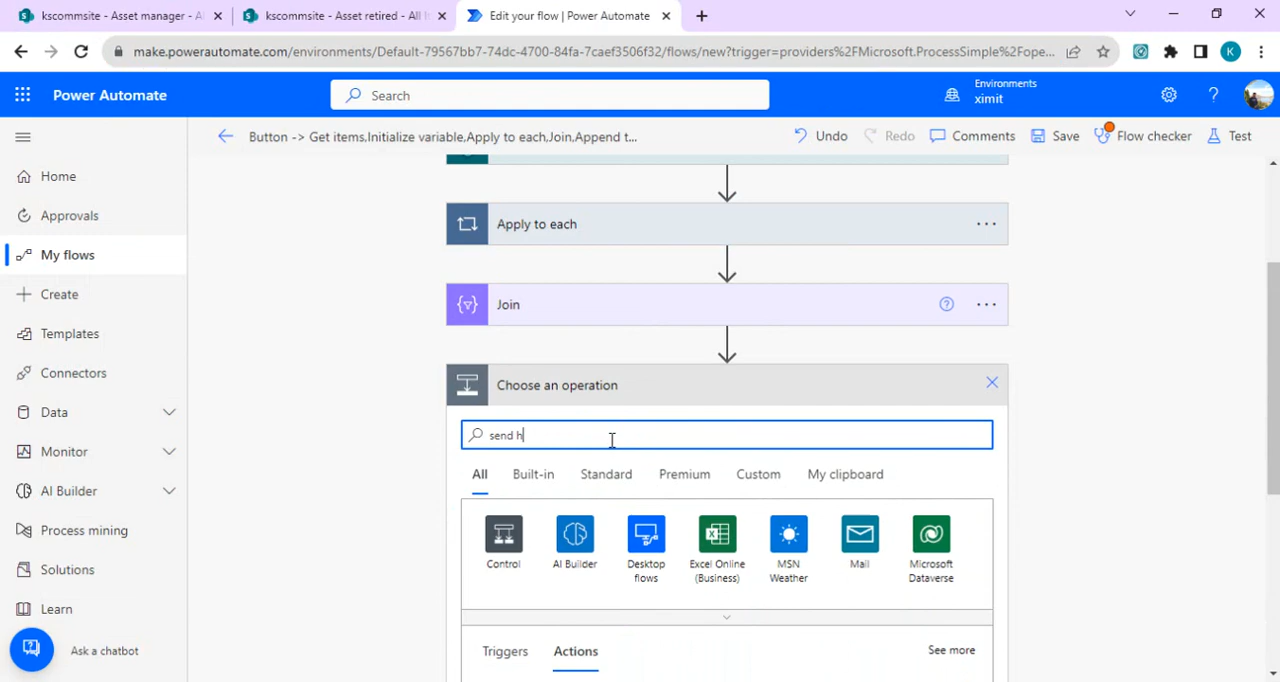 kscommsite - Asset manager - A
kscommsite - Asset retired - All I
Edit your flow | Power Automate
make.powerautomate.com/environments/Default-79567bb7-74dc-4700-84fa-7caef3506f32/flows/new?trigger=providers%2FMicrosoft.ProcessSimple%2Fope...
K
Power Automate
Search
Environments
ximit
Button -> Get items,Initialize variable,Apply to each,Join,Append t...
Undo
Redo
Comments
Save
Flow checker
Test
Home
Approvals
My flows
Create
Templates
Connectors
Data
Monitor
AI Builder
Process mining
Solutions
Learn
Ask a chatbot
Apply to each
Join
Choose an operation
send h
All
Built-in
Standard
Premium
Custom
My clipboard
Control
AI Builder
Desktop
flows
Excel Online
(Business)
MSN
Weather
Mail
Microsoft
Dataverse
Triggers
Actions
See more